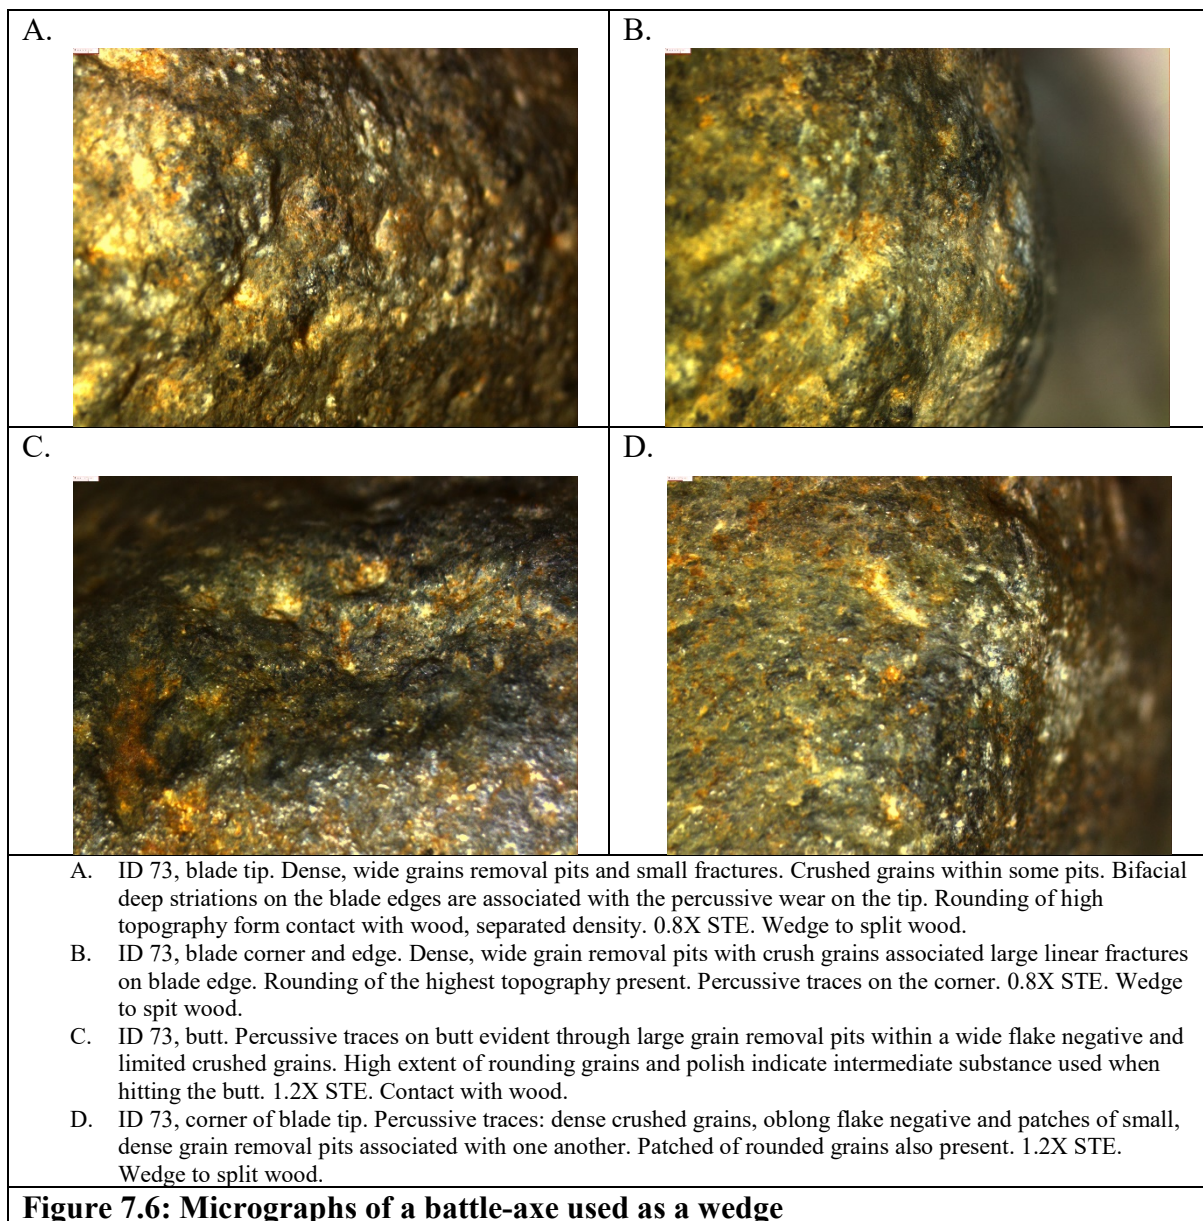 A.
B.
C.
D.
A. ID 73, blade tip. Dense, wide grains removal pits and small fractures. Crushed grains within some pits. Bifacial
deep striations on the blade edges are associated with the percussive wear on the tip. Rounding of high
topography form contact with wood, separated density. 0.8X STE. Wedge to split wood.
B. ID 73, blade corner and edge. Dense, wide grain removal pits with crush grains associated large linear fractures
on blade edge. Rounding of the highest topography present. Percussive traces on the corner. 0.8X STE. Wedge
to spit wood.
C. ID 73, butt. Percussive traces on butt evident through large grain removal pits within a wide flake negative and
limited crushed grains. High extent of rounding grains and polish indicate intermediate substance used when
hitting the butt. 1.2X STE. Contact with wood.
D. ID 73, corner of blade tip. Percussive traces: dense crushed grains, oblong flake negative and patches of small,
dense grain removal pits associated with one another. Patched of rounded grains also present. 1.2X STE.
Wedge to split wood.
Figure 7.6: Micrographs of a battle-axe used as a wedge